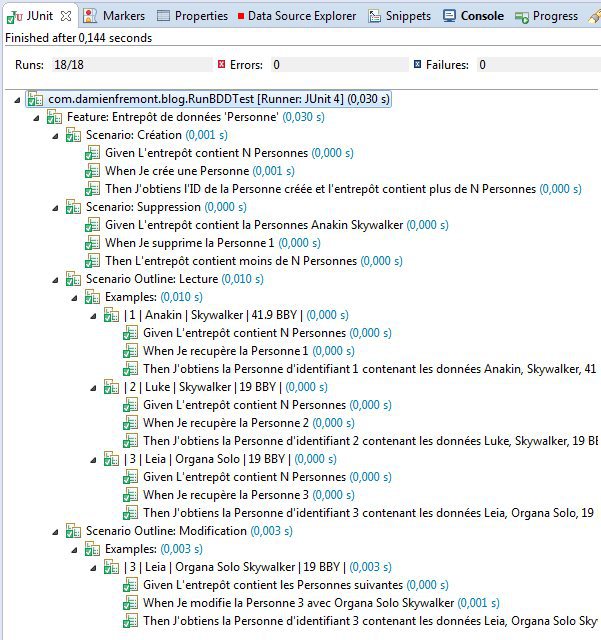 JUnit Markers Properties Data Source Explorer Snippets Console Progress
Finished after 0,144 seconds
Runs: 18/18 Errors: 0 Failures: 0
com.damienfremont.blog.RunBDDTest [Runner: JUnit 4] (0,030 s)
Feature: Entrepôt de données 'Personne' (0,030 s)
Scenario: Création (0,001 s)
Given L'entrepôt contient N Personnes (0,000 s)
When Je crée une Personne (0,001 s)
Then J'obtiens l'ID de la Personne créée et l'entrepôt contient plus de N Personnes (0,000 s)
Scenario: Suppression (0,000 s)
Given L'entrepôt contient la Personnes Anakin Skywalker (0,000 s)
When Je supprime la Personne 1 (0,000 s)
Then L'entrepôt contient moins de N Personnes (0,000 s)
Scenario Outline: Lecture (0,010 s)
Examples: (0,010 s)
| 1 | Anakin | Skywalker | 41.9 BBY | (0,000 s)
Given L'entrepôt contient N Personnes (0,000 s)
When Je recupère la Personne 1 (0,000 s)
Then J'obtiens la Personne d'identifiant 1 contenant les données Anakin, Skywalker, 41
| 2 | Luke | Skywalker | 19 BBY | (0,000 s)
Given L'entrepôt contient N Personnes (0,000 s)
When Je recupère la Personne 2 (0,000 s)
Then J'obtiens la Personne d'identifiant 2 contenant les données Luke, Skywalker, 19 BB
| 3 | Leia | Organa Solo | 19 BBY | (0,000 s)
Given L'entrepôt contient N Personnes (0,000 s)
When Je recupère la Personne 3 (0,000 s)
Then J'obtiens la Personne d'identifiant 3 contenant les données Leia, Organa Solo, 19
Scenario Outline: Modification (0,003 s)
Examples: (0,003 s)
| 3 | Leia | Organa Solo Skywalker | 19 BBY | (0,003 s)
Given L'entrepôt contient les Personnes suivantes (0,000 s)
When Je modifie la Personne 3 avec Organa Solo Skywalker (0,001 s)
Then J'obtiens la Personne d'identifiant 3 contenant les données Leia, Organa Solo Sky